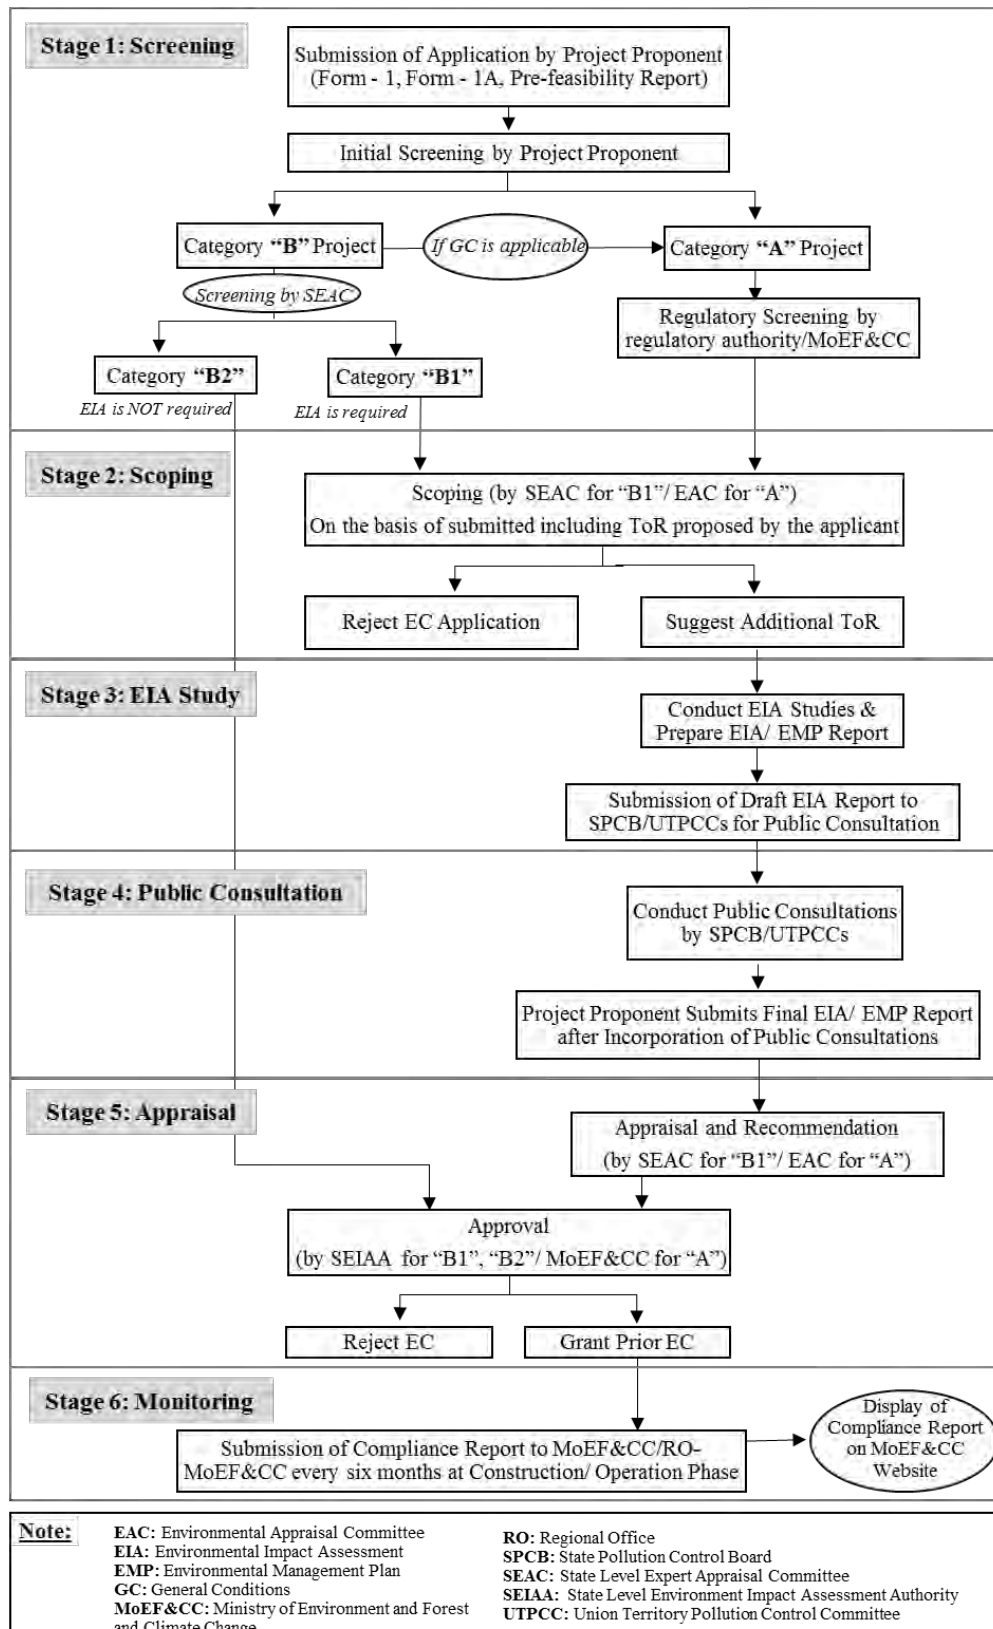 Stage 1: Screening
Submission of Application by Project Proponent
(Form - 1, Form - 1A, Pre-feasibility Report)
Initial Screening by Project Proponent
Category “B” Project
If GC is applicable
Category “A” Project
Screening by SEAC
Regulatory Screening by
regulatory authority/MoEF&CC
Category “B2”
Category “B1”
EIA is NOT required
EIA is required
Stage 2: Scoping
Scoping (by SEAC for “B1”/ EAC for “A”)
On the basis of submitted including ToR proposed by the applicant
Reject EC Application
Suggest Additional ToR
Stage 3: EIA Study
Conduct EIA Studies &
Prepare EIA/ EMP Report
Submission of Draft EIA Report to
SPCB/UTPCCs for Public Consultation
Stage 4: Public Consultation
Conduct Public Consultations
by SPCB/UTPCCs
Project Proponent Submits Final EIA/ EMP Report
after Incorporation of Public Consultations
Stage 5: Appraisal
Appraisal and Recommendation
(by SEAC for “B1”/ EAC for “A”)
Approval
(by SEIAA for “B1”, “B2”/ MoEF&CC for “A”)
Reject EC
Grant Prior EC
Stage 6: Monitoring
Submission of Compliance Report to MoEF&CC/RO-
MoEF&CC every six months at Construction/ Operation Phase
Display of
Compliance Report
on MoEF&CC
Website
Note:
EAC: Environmental Appraisal Committee
EIA: Environmental Impact Assessment
EMP: Environmental Management Plan
GC: General Conditions
MoEF&CC: Ministry of Environment and Forest
and Climate Change
RO: Regional Office
SPCB: State Pollution Control Board
SEAC: State Level Expert Appraisal Committee
SEIAA: State Level Environment Impact Assessment Authority
UTPCC: Union Territory Pollution Control Committee